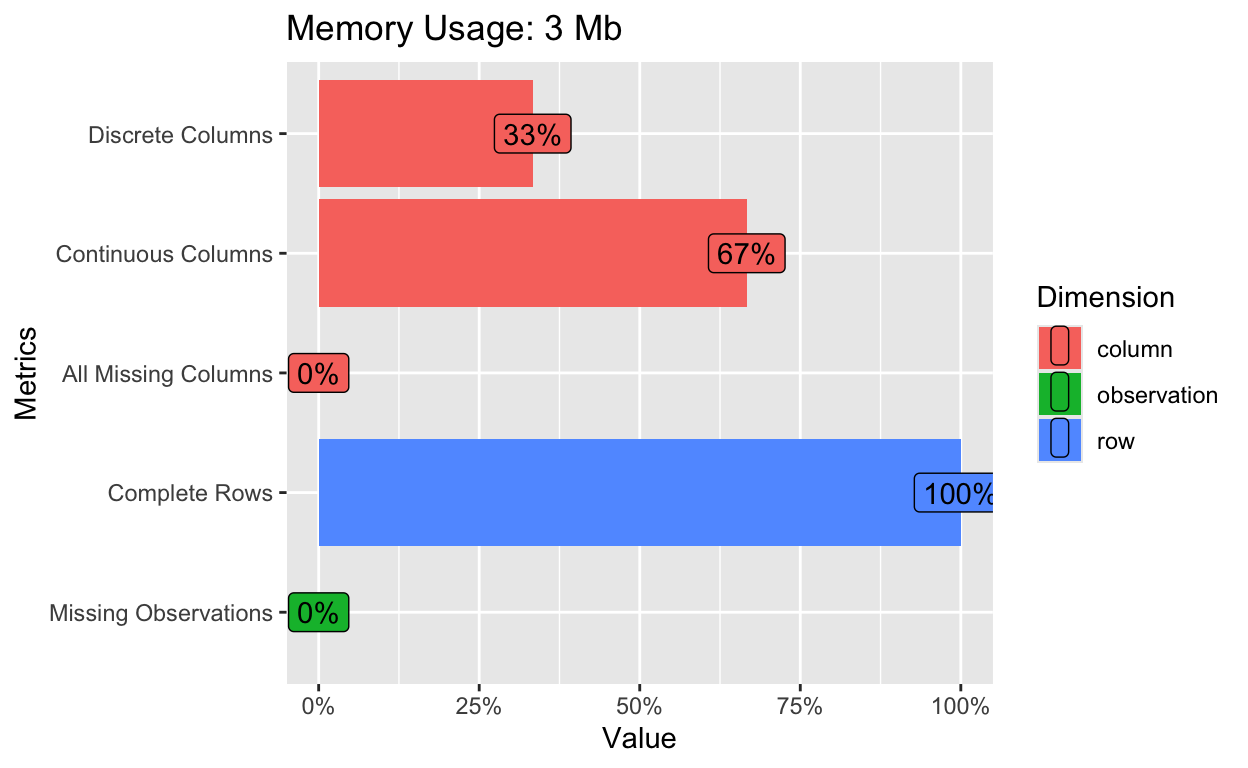 Memory Usage: 3 Mb
Discrete Columns
33%
Continuous Columns
67%
All Missing Columns
0%
Complete Rows
100%
Missing Observations
0%
Metrics
0% 25% 50% 75% 100%
Value
Dimension
column
observation
row